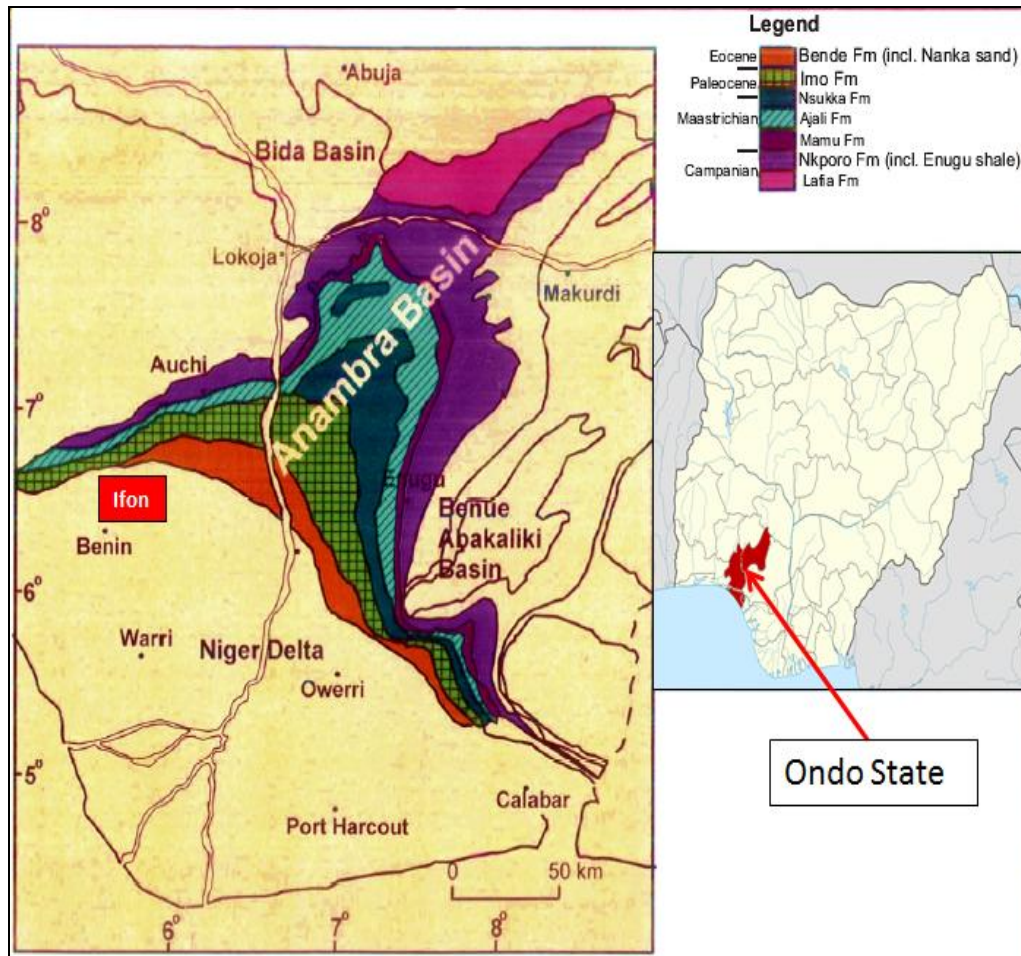 Legend
Eocene
Bende Fm (incl. Nanka sand)
Paleocene
Imo Fm
Nsukka Fm
Maastrichian
Ajali Fm
Mamu Fm
Campanian
Nkporo Fm (incl. Enugu shale)
Lafia Fm
Abuja
Bida Basin
8°
Lokoja
Anambra Basin
Makurdi
Auchi
7°
Enugu
Ifon
Benin
Benue
Abakaliki
Basin
6°
Warri
Niger Delta
Owerri
Ondo State
5°
Calabar
Port Harcout
0
50 km
6°
7°
8°